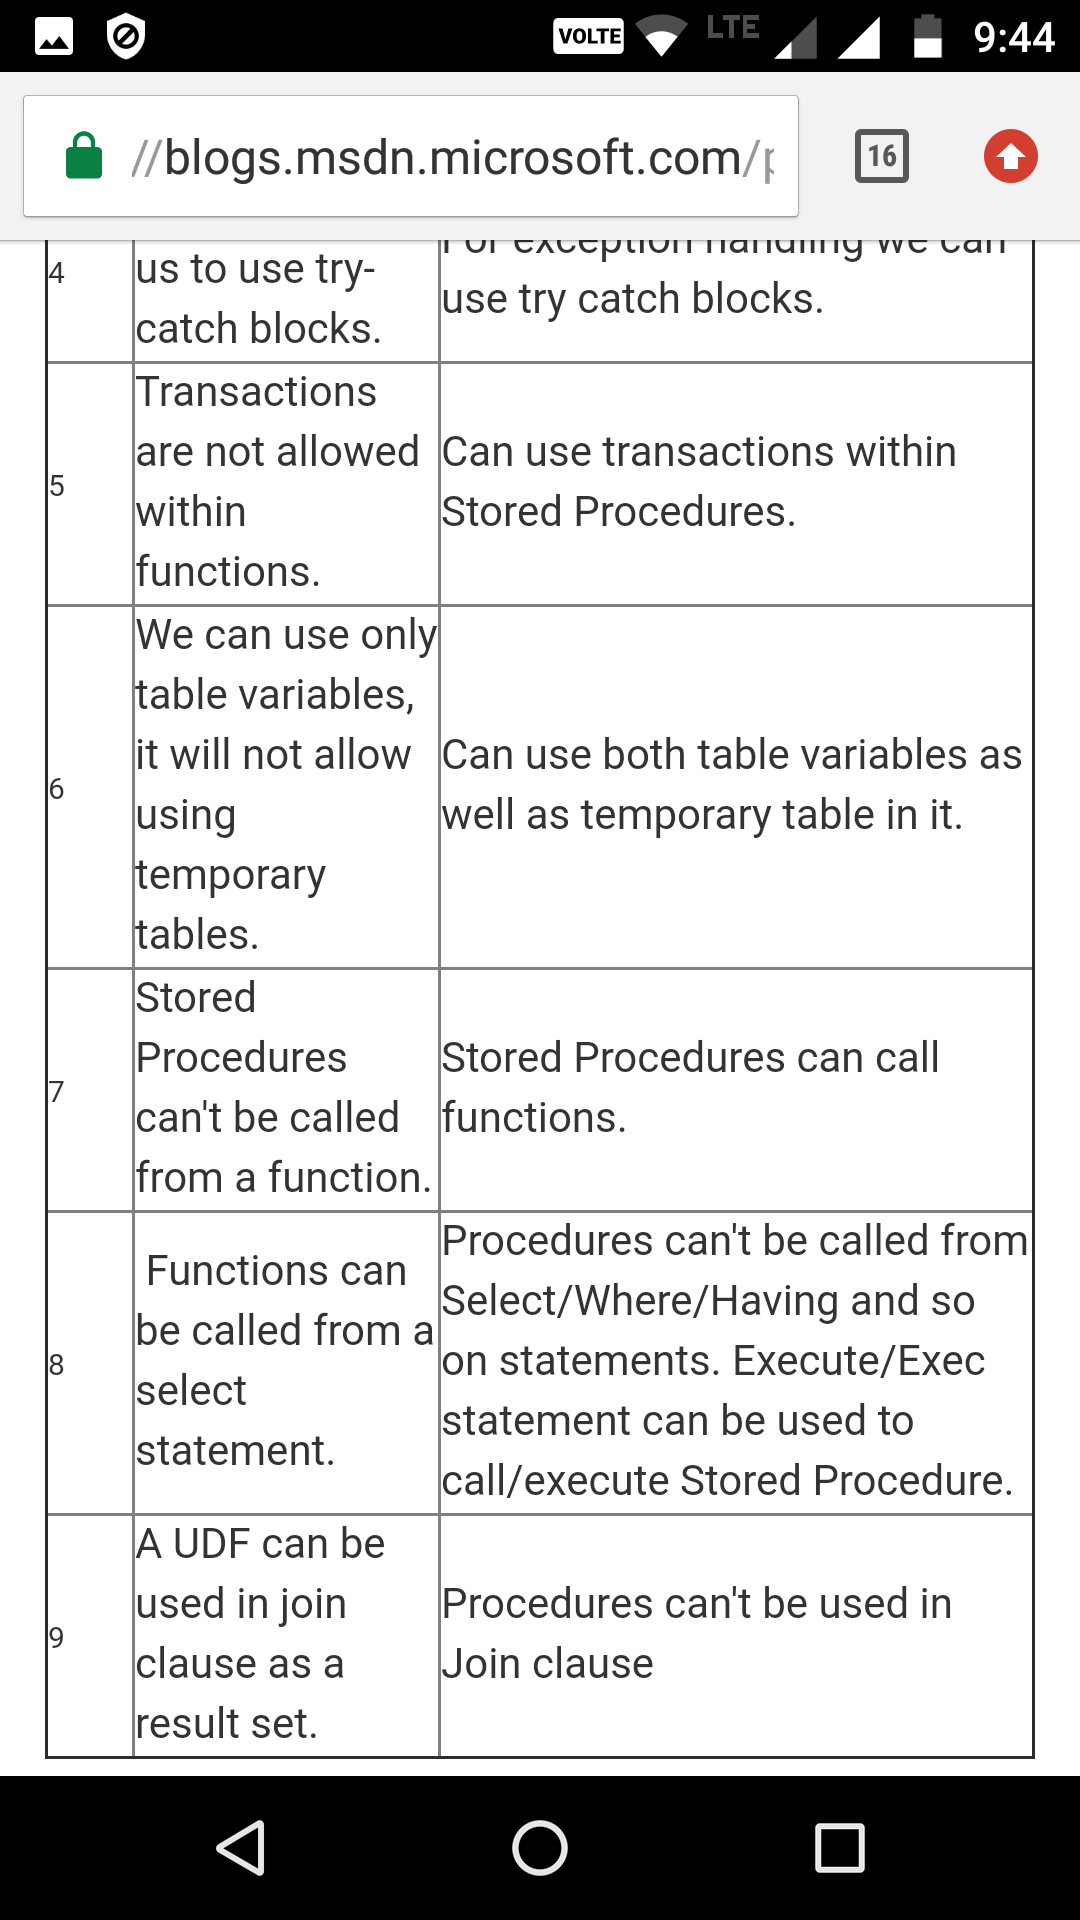 VOLTE LTE 9:44
//blogs.msdn.microsoft.com/p
16
4
us to use try-
catch blocks.
For exception handling we can
use try catch blocks.
5
Transactions
are not allowed
within
functions.
Can use transactions within
Stored Procedures.
6
We can use only
table variables,
it will not allow
using
temporary
tables.
Can use both table variables as
well as temporary table in it.
7
Stored
Procedures
can't be called
from a function.
Stored Procedures can call
functions.
8
Functions can
be called from a
select
statement.
Procedures can't be called from
Select/Where/Having and so
on statements. Execute/Exec
statement can be used to
call/execute Stored Procedure.
9
A UDF can be
used in join
clause as a
result set.
Procedures can't be used in
Join clause